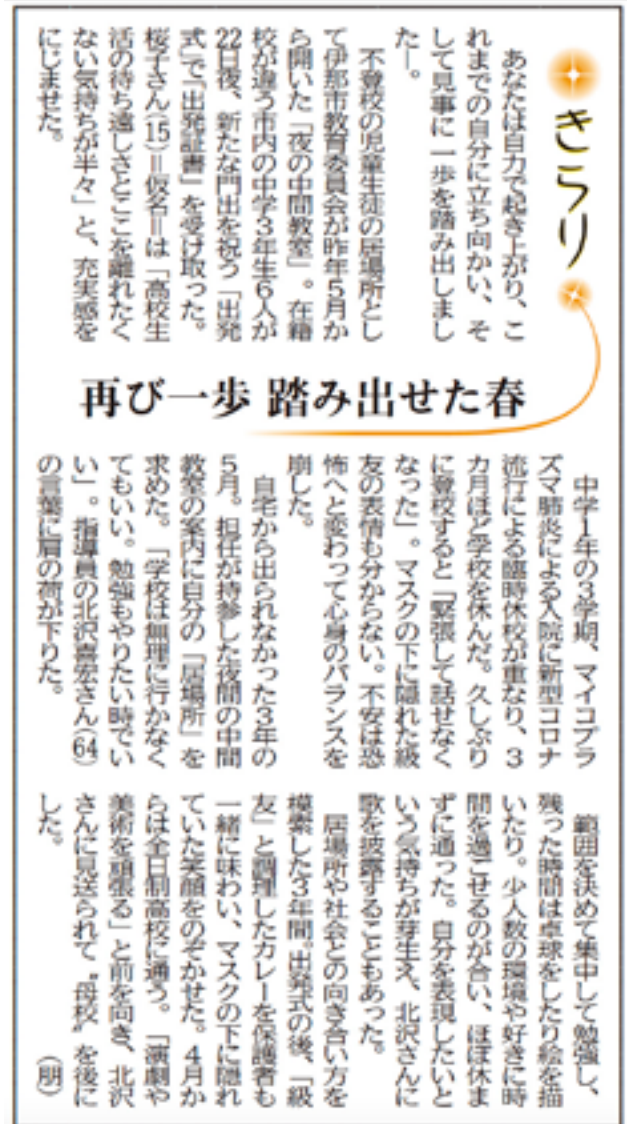 きらり
あなたは自力で起き上がり、こ
れまでの自分に立ち向かい、そ
して見事に一歩を踏み出しまし
た―。
不登校の児童生徒の居場所とし
て伊那市教育委員会が昨年5月か
ら開いた「夜の中間教室」。在籍
校が違う市内の中学3年生6人が
22日夜、新たな門出を祝う「出発
式」で「出発証書」を受け取った。
桜子さん(15)＝仮名＝は「高校生
活の待ち遠しさとここを離れたく
ない気持ちが半々」と、充実感を
にじませた。
再び一歩 踏み出せた春
中学1年の3学期、マイコプラ
ズマ肺炎による入院に新型コロナ
流行による臨時休校が重なり、3
カ月ほど学校を休んだ。久しぶり
に登校すると「緊張して話せなく
なった」。マスクの下に隠れた級
友の表情も分からない。不安は恐
怖へと変わって心身のバランスを
崩した。
自宅から出られなかった3年の
5月。担任が持参した夜間の中間
教室の案内に自分の「居場所」を
求めた。「学校は無理に行かなく
てもいい。勉強もやりたい時でい
い」。指導員の北沢喜宏さん(64)
の言葉に肩の荷が下りた。
範囲を決めて集中して勉強し、
残った時間は卓球をしたり絵を描
いたり。少人数の環境や好きに時
間を過ごせるのが合い、ほぼ休ま
ずに通った。自分を表現したいと
いう気持ちが芽生え、北沢さんに
歌を披露することもあった。
居場所や社会との向き合い方を
模索した3年間。出発式の後、「級
友」と調理したカレーを保護者も
一緒に味わい、マスクの下に隠れ
ていた笑顔をのぞかせた。4月か
らは全日制高校に通う。「演劇や
美術を頑張る」と前を向き、北沢
さんに見送られて〝母校〟を後に
した。
(朋)